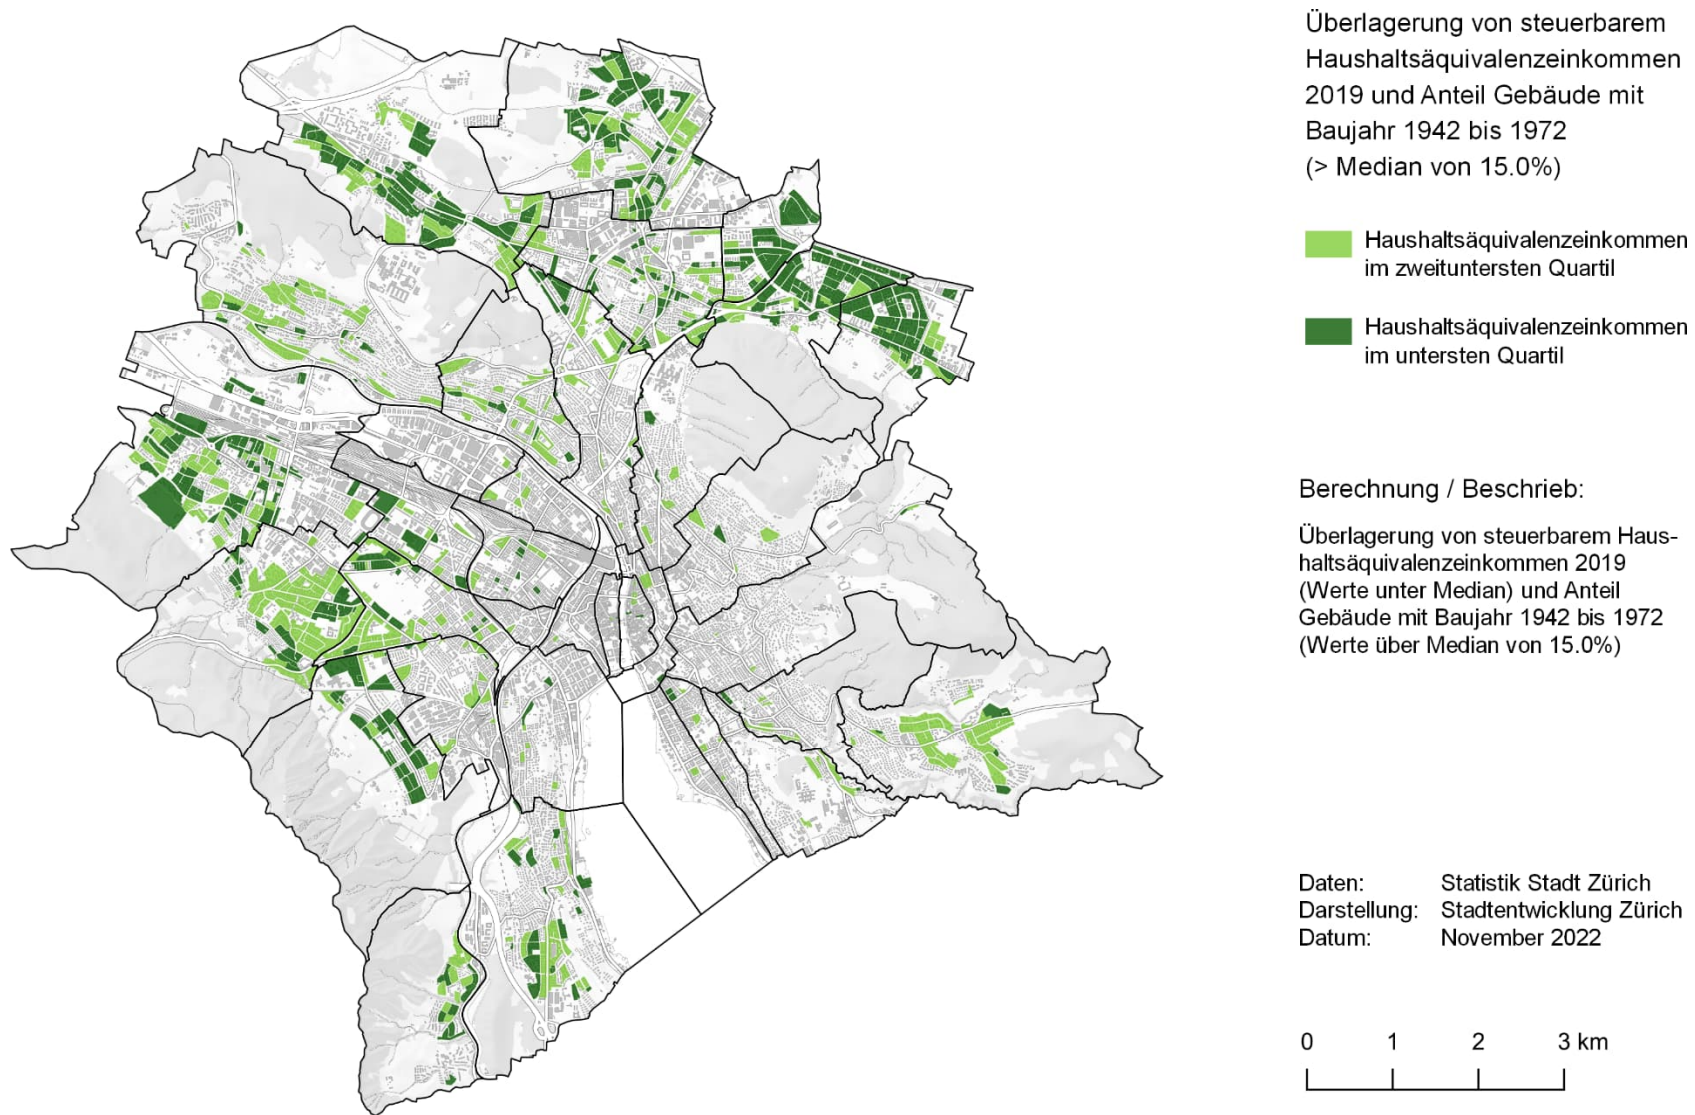 Überlagerung von steuerbarem
Haushaltsäquivalenzeinkommen
2019 und Anteil Gebäude mit
Baujahr 1942 bis 1972
(> Median von 15.0%)
Haushaltsäquivalenzeinkommen
im zweituntersten Quartil
Haushaltsäquivalenzeinkommen
im untersten Quartil
Berechnung / Beschrieb:
Überlagerung von steuerbarem Haus-
haltsäquivalenzeinkommen 2019
(Werte unter Median) und Anteil
Gebäude mit Baujahr 1942 bis 1972
(Werte über Median von 15.0%)
Daten: Statistik Stadt Zürich
Darstellung: Stadtentwicklung Zürich
Datum: November 2022
0 1 2 3 km